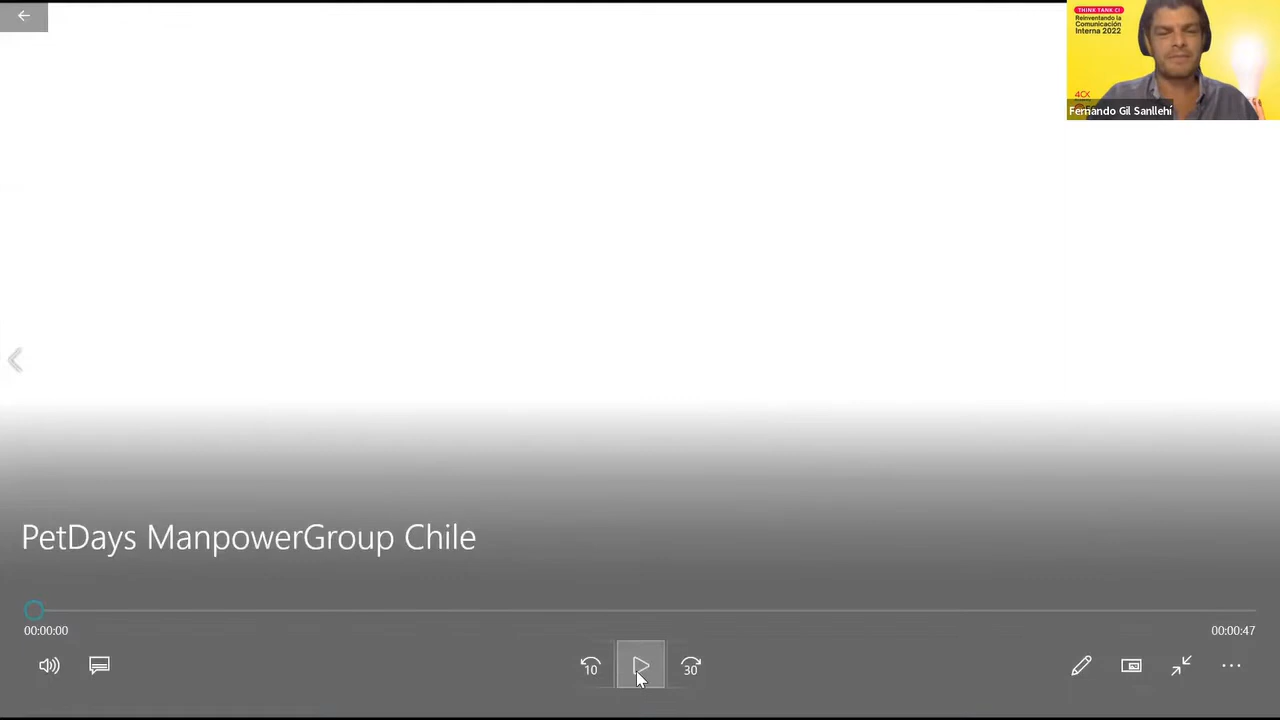 THINK TANK CI
Reinventando la
Comunicación
Interna 2022
Fernando Gil Sanllehí
PetDays ManpowerGroup Chile
00:00:00
00:00:47
10
30